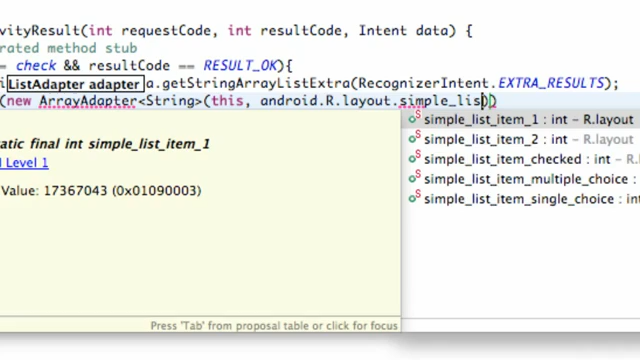 vityResult(int requestCode, int resultCode, Intent data) {
rated method stub
= check && resultCode == RESULT_OK){
ListAdapter adapter a.getStringArrayListExtra(RecognizerIntent.EXTRA_RESULTS);
(new ArrayAdapter<String>(this, android.R.layout.simple_lis))
simple_list_item_1 : int – R.layout
simple_list_item_2 : int – R.layout
simple_list_item_checked : int – R.l
simple_list_item_multiple_choice :
simple_list_item_single_choice : int
tatic final int simple_list_item_1
l Level 1
Value: 17367043 (0x01090003)
Press 'Tab' from proposal table or click for focus